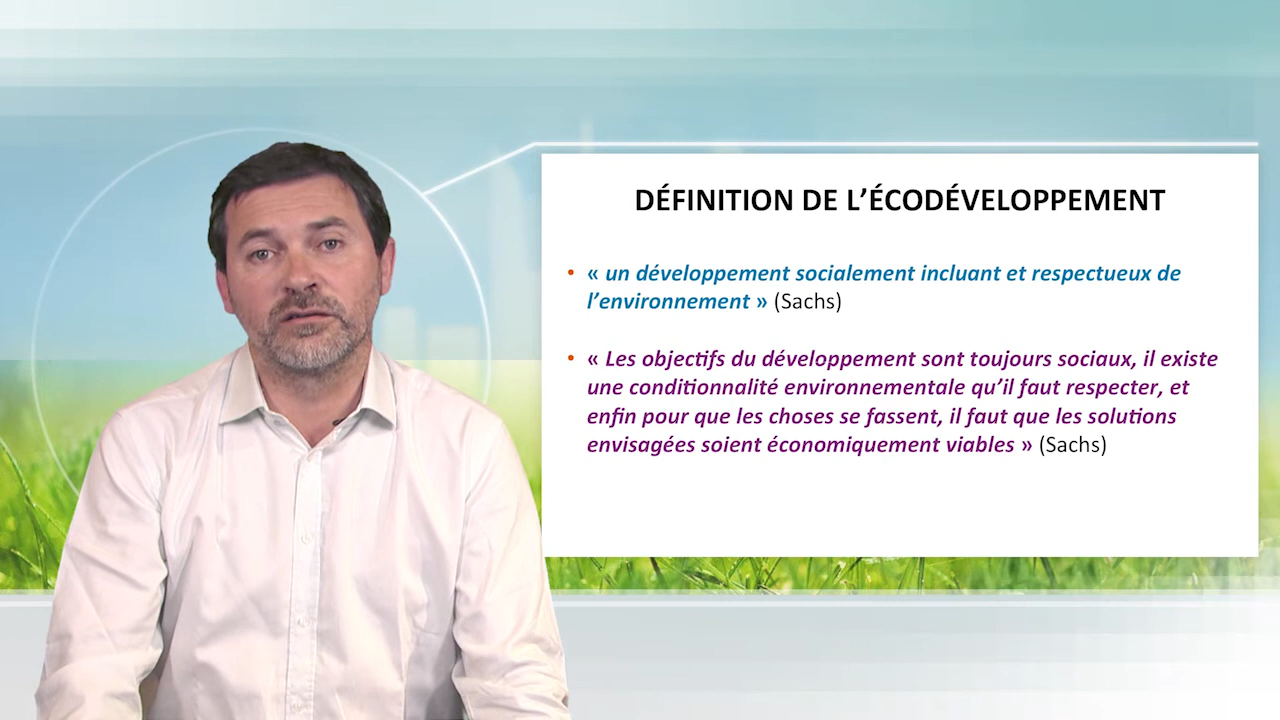 DÉFINITION DE L’ÉCODÉVELOPPEMENT
• « un développement socialement incluant et respectueux de
l’environnement » (Sachs)
• « Les objectifs du développement sont toujours sociaux, il existe
une conditionnalité environnementale qu’il faut respecter, et
enfin pour que les choses se fassent, il faut que les solutions
envisagées soient économiquement viables » (Sachs)